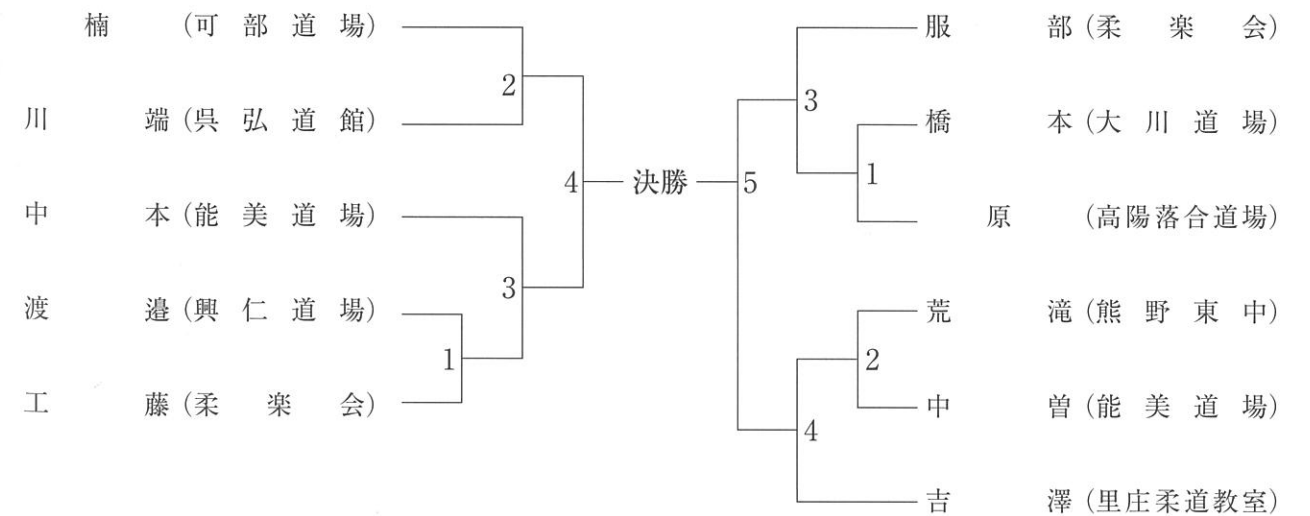 楠 (可部道場)
川端 (呉弘道館)
中本 (能美道場)
渡邉 (興仁道場)
工藤 (柔楽会)
2
1
3
4
決勝
5
3
1
2
4
服部 (柔楽会)
橋本 (大川道場)
原 (高陽落合道場)
荒滝 (熊野東中)
中曽 (能美道場)
吉澤 (里庄柔道教室)